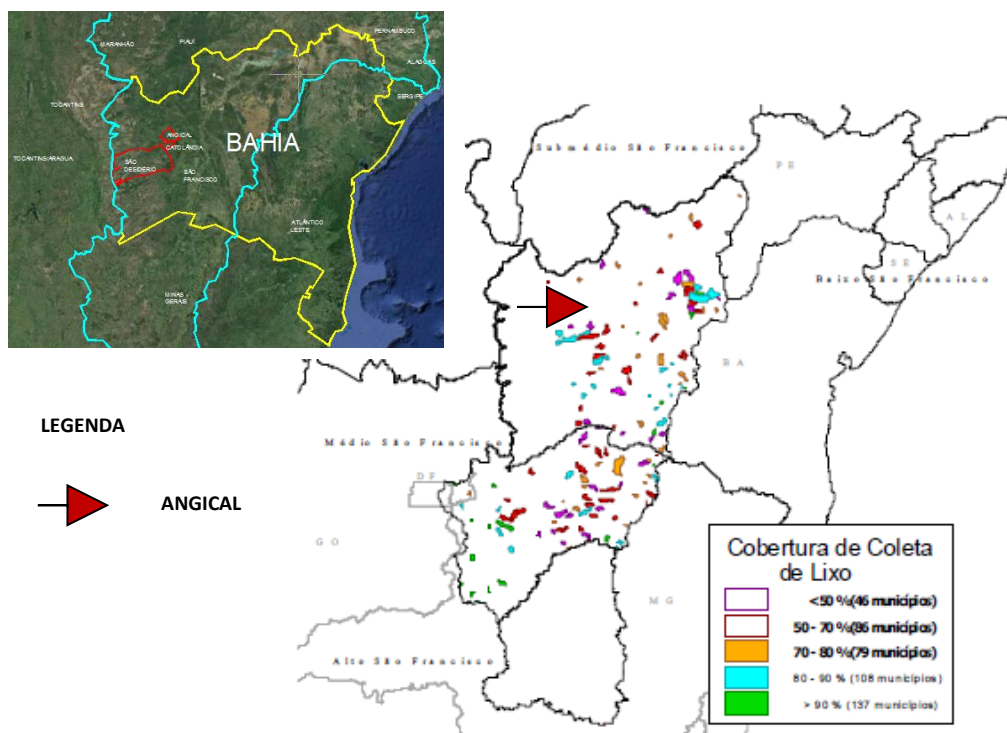 MARANHÃO
PIAUÍ
PERNAMBUCO
ALAGOAS
SERGIPE
TOCANTINS
TOCANTINS/ARAGUAIA
ANGICAL
CATOLÂNDIA
SÃO
DESIDÉRIO
SÃO
FRANCISCO
BAHIA
ATLÂNTICO
LESTE
MINAS
GERAIS
Submédio São Francisco
PE
AL
SE
Baixo São Francisco
BA
LEGENDA
ANGICAL
Médio São Francisco
DF
GO
MG
Alto São Francisco
Cobertura de Coleta
de Lixo
<50 % (46 municípios)
50 - 70 % (86 municípios)
70 - 80 % (79 municípios)
80 - 90 % (108 municípios)
> 90 % (137 municípios)